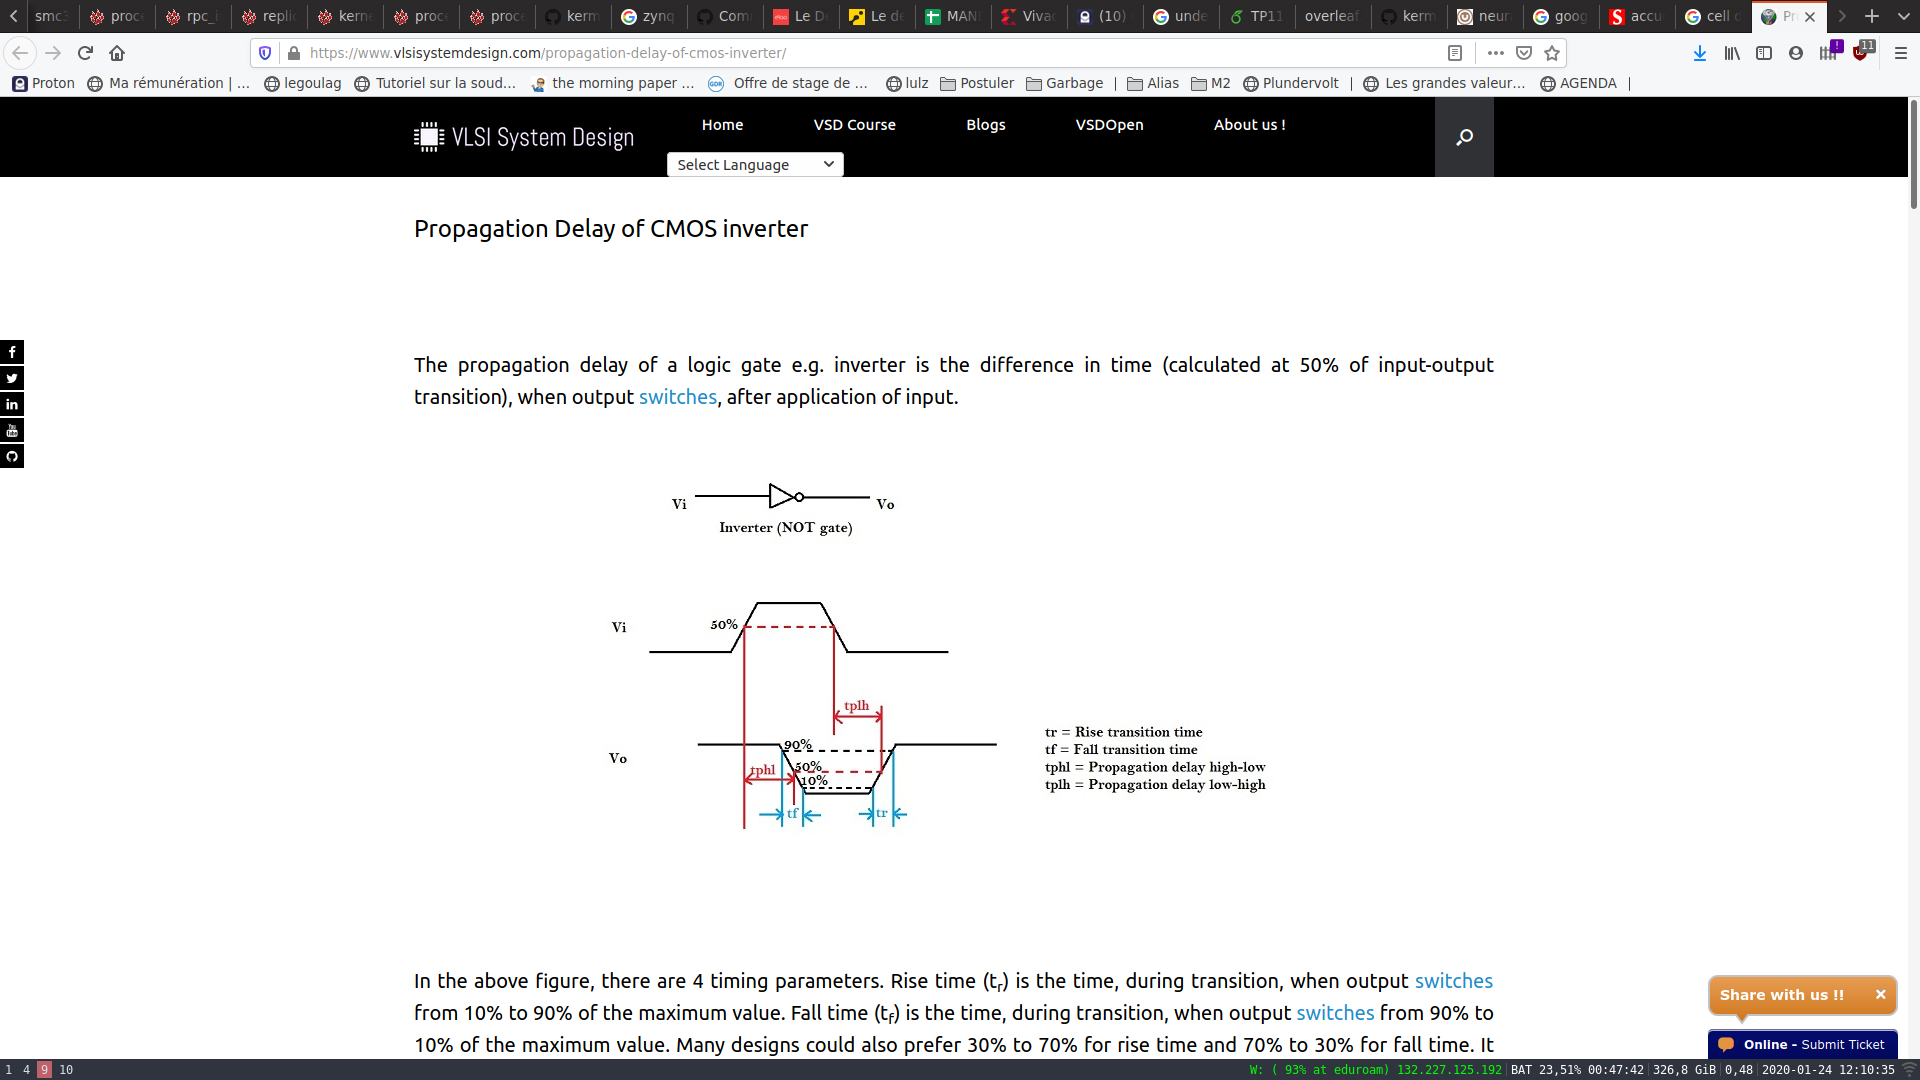 smc3 proc rpc_i repli kern proc proc kerm zynq Com Le D Le de MAN Viva (10) unde TP11 overleaf kerm neur goog accu cell d Pr
https://www.vlsisystemdesign.com/propagation-delay-of-cmos-inverter/
11
Proton Ma rémunération | ... legoulag Tutoriel sur la soud... the morning paper ... Offre de stage de ... lulz Postuler Garbage | Alias M2 Plundervolt | Les grandes valeur... AGENDA |
VLSI System Design
Home VSD Course Blogs VSDOpen About us !
Select Language
Propagation Delay of CMOS inverter
The propagation delay of a logic gate e.g. inverter is the difference in time (calculated at 50% of input-output
transition), when output switches, after application of input.
Vi Vo
Inverter (NOT gate)
Vi 50%
tplh
Vo 90%
50%
tphl
10%
tf tr
tr = Rise transition time
tf = Fall transition time
tphl = Propagation delay high-low
tplh = Propagation delay low-high
In the above figure, there are 4 timing parameters. Rise time (tr) is the time, during transition, when output switches
from 10% to 90% of the maximum value. Fall time (tf) is the time, during transition, when output switches from 90% to
10% of the maximum value. Many designs could also prefer 30% to 70% for rise time and 70% to 30% for fall time. It
Share with us !! ×
Online - Submit Ticket
1 4 9 10
W: ( 93% at eduroam) 132.227.125.192 | BAT 23,51% 00:47:42 | 326,8 GiB | 0,48 | 2020-01-24 12:10:35